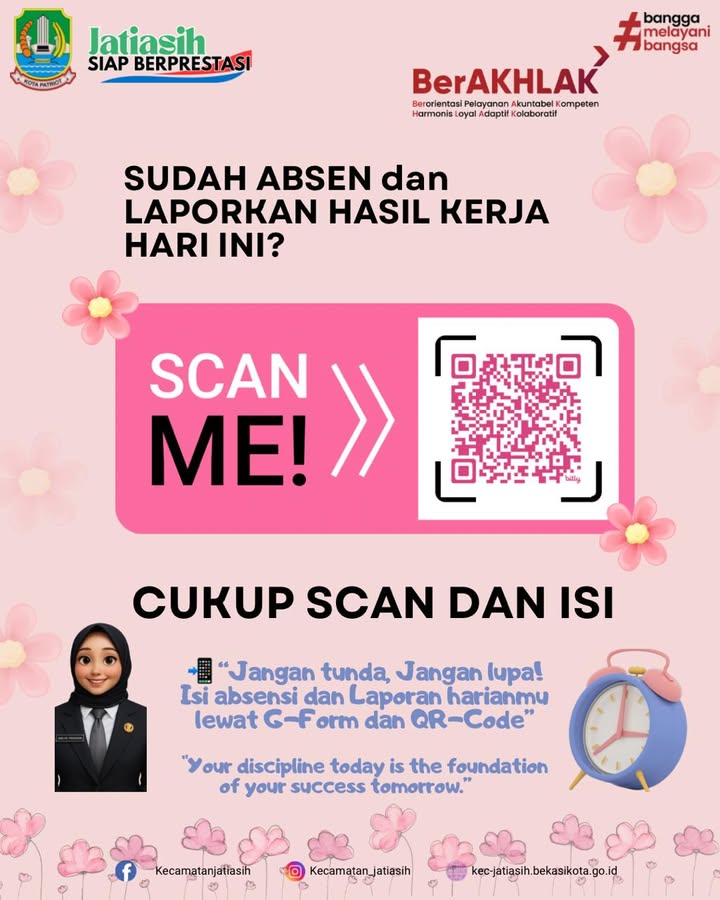 KOTA PATRIOT
Jatiasih
SIAP BERPRESTASI
#bangga
melayani
bangsa
BerAKHLAK
Berorientasi Pelayanan Akuntabel Kompeten
Harmonis Loyal Adaptif Kolaboratif
SUDAH ABSEN dan
LAPORKAN HASIL KERJA
HARI INI?
SCAN
ME!
bitly
CUKUP SCAN DAN ISI
“Jangan tunda, Jangan lupa!
Isi absensi dan Laporan harianmu
lewat G-Form dan QR-Code”
“Your discipline today is the foundation
of your success tomorrow.”
Kecamatanjatiasih
Kecamatan_jatiasih
kec-jatiasih.bekasikota.go.id